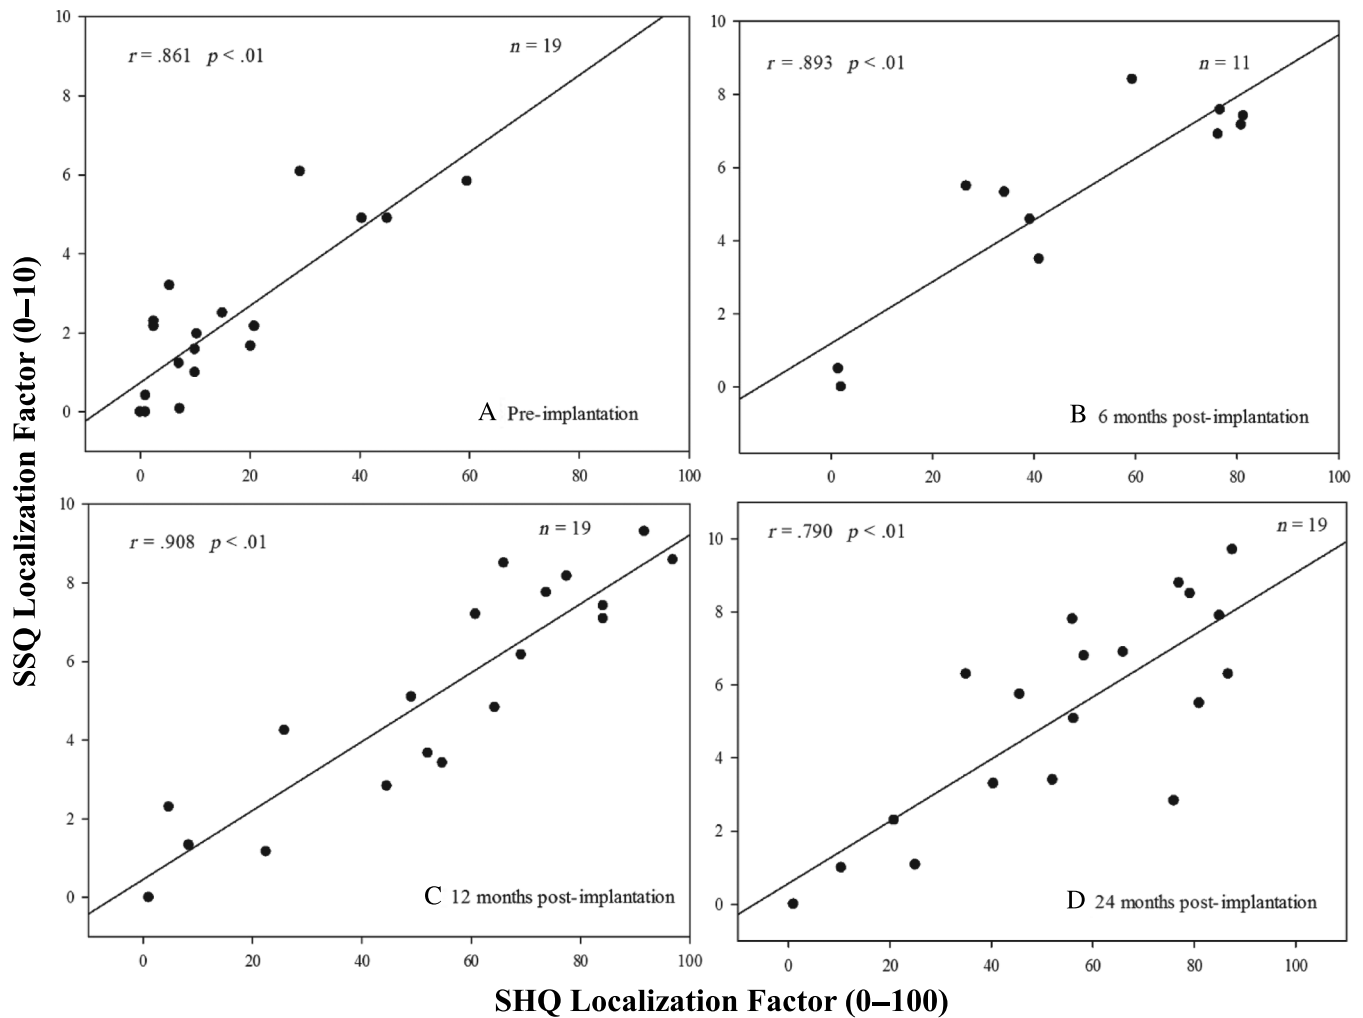 SSQ Localization Factor (0–10)
r = .861 p < .01
n = 19
10
8
6
4
2
0
A Pre-implantation
0 20 40 60 80 100
r = .893 p < .01
n = 11
10
8
6
4
2
0
B 6 months post-implantation
0 20 40 60 80 100
r = .908 p < .01
n = 19
10
8
6
4
2
0
C 12 months post-implantation
0 20 40 60 80 100
r = .790 p < .01
n = 19
10
8
6
4
2
0
D 24 months post-implantation
0 20 40 60 80 100
SHQ Localization Factor (0–100)